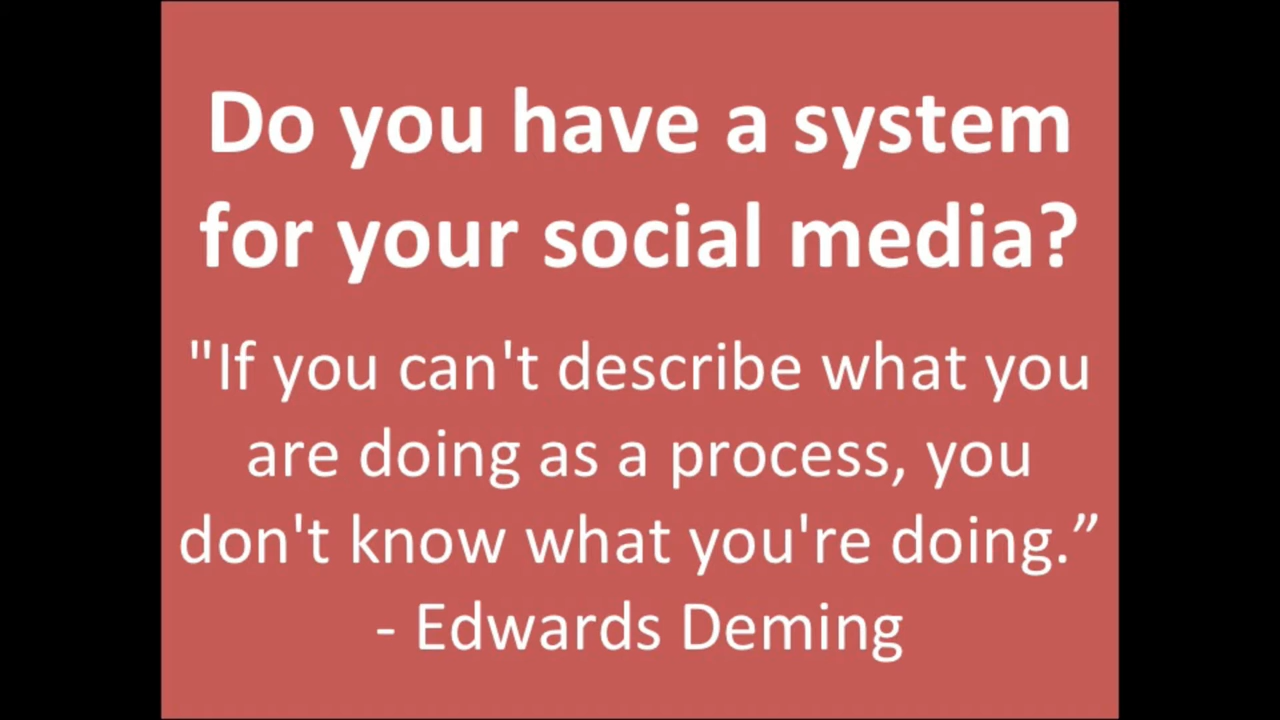 Do you have a system
for your social media?
"If you can't describe what you
are doing as a process, you
don't know what you're doing.”
- Edwards Deming